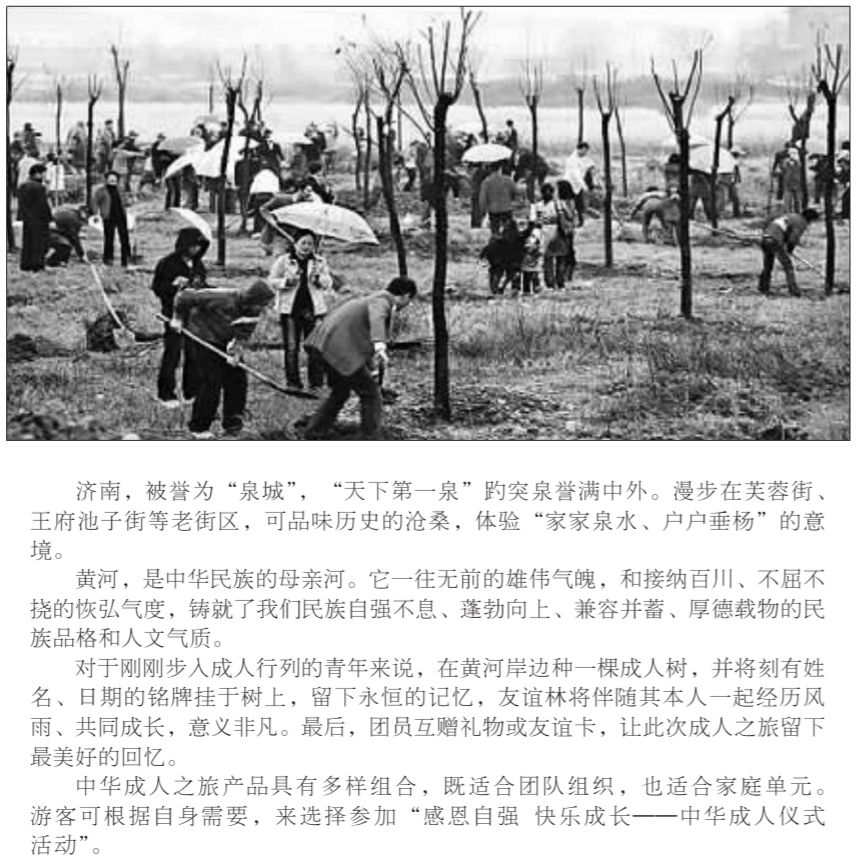 济南，被誉为“泉城”，“天下第一泉”趵突泉誉满中外。漫步在芙蓉街、
王府池子街等老街区，可品味历史的沧桑，体验“家家泉水、户户垂杨”的意
境。
黄河，是中华民族的母亲河。它一往无前的雄伟气魄，和接纳百川、不屈不
挠的恢弘气度，铸就了我们民族自强不息、蓬勃向上、兼容并蓄、厚德载物的民
族品格和人文气质。
对于刚刚步入成人行列的青年来说，在黄河岸边种一棵成人树，并将刻有姓
名、日期的铭牌挂于树上，留下永恒的记忆，友谊林将伴随其本人一起经历风
雨、共同成长，意义非凡。最后，团员互赠礼物或友谊卡，让此次成人之旅留下
最美好的回忆。
中华成人之旅产品具有多样组合，既适合团队组织，也适合家庭单元。
游客可根据自身需要，来选择参加“感恩自强 快乐成长——中华成人仪式
活动”。